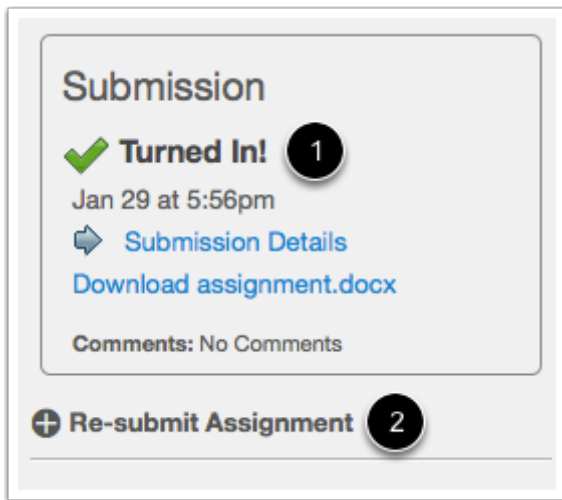 Submission
Turned In! 1
Jan 29 at 5:56pm
Submission Details
Download assignment.docx
Comments: No Comments
Re-submit Assignment 2